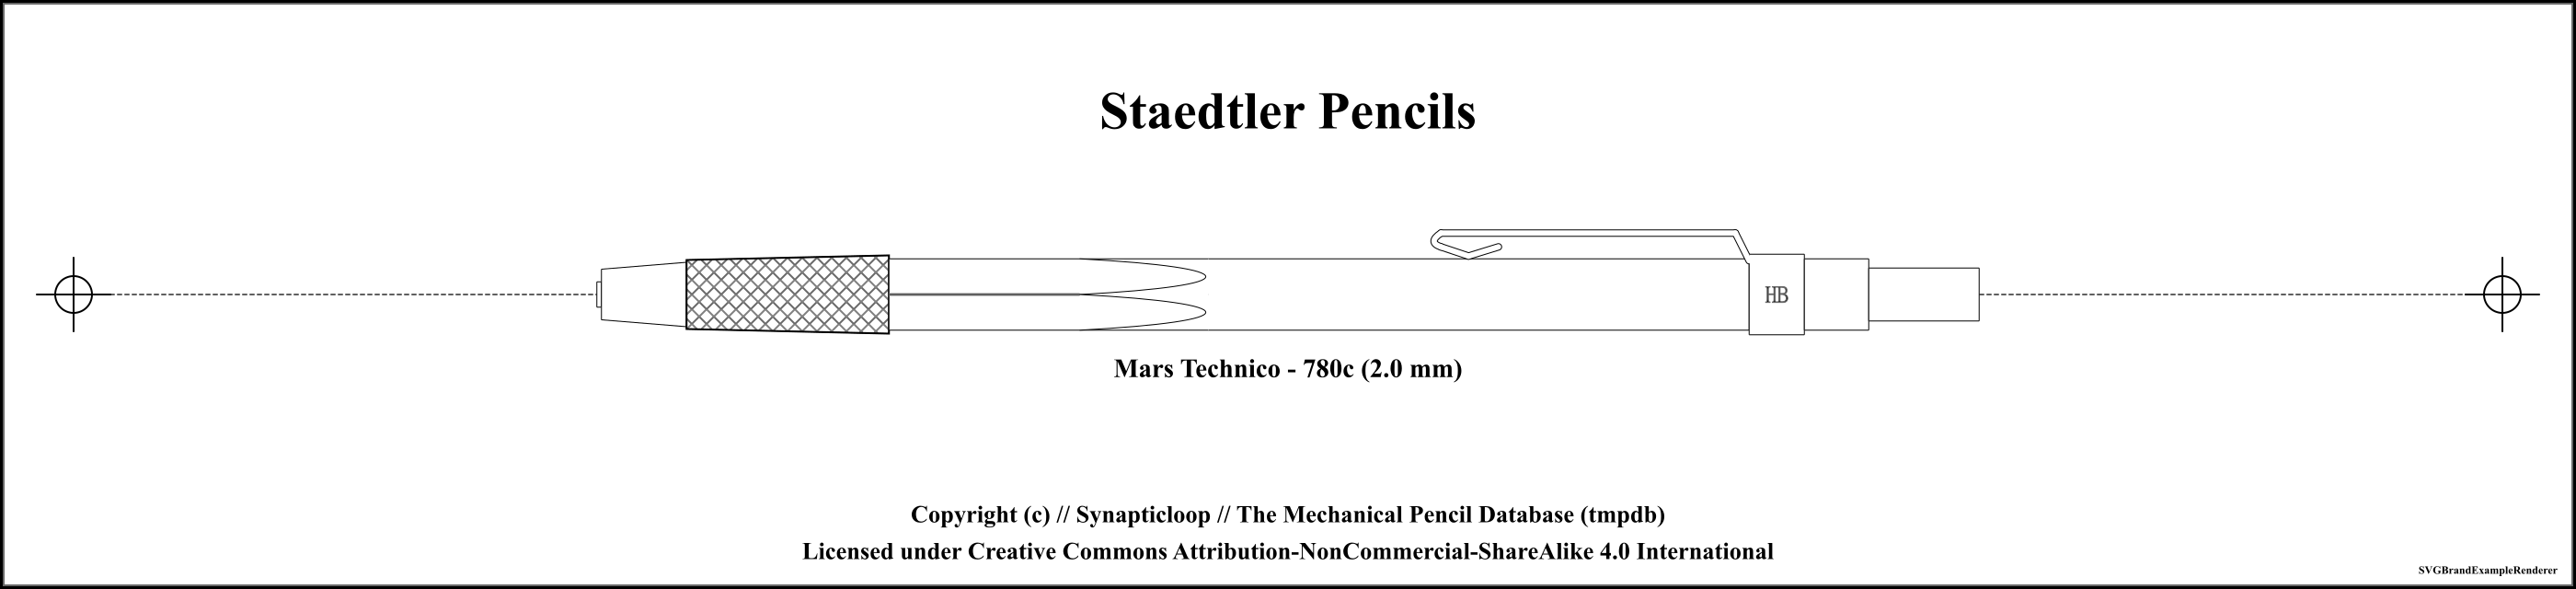 Staedtler Pencils
HB
Mars Technico - 780c (2.0 mm)
Copyright (c) // Synapticloop // The Mechanical Pencil Database (tmpdb)
Licensed under Creative Commons Attribution-NonCommercial-ShareAlike 4.0 International
SVGBrandExampleRenderer